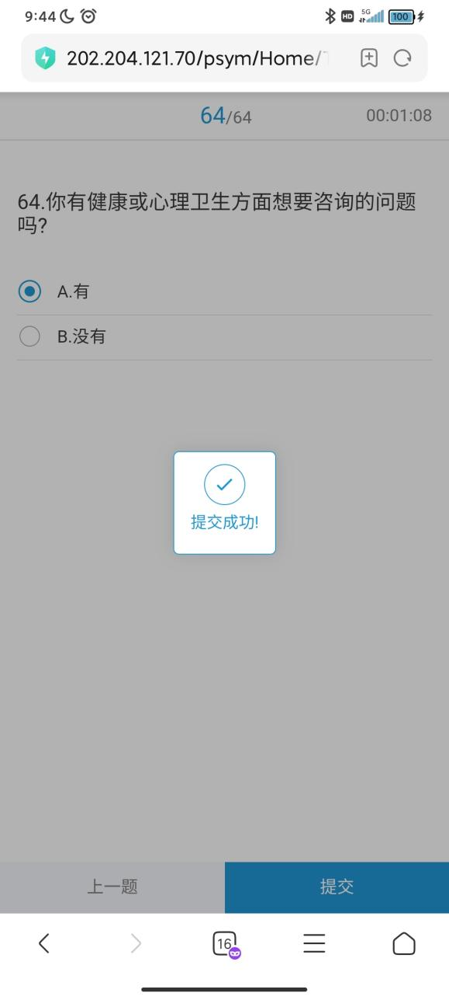 9:44
HD
5G
100
202.204.121.70/psym/Home/
64/64
00:01:08
64.你有健康或心理卫生方面想要咨询的问题
吗?
A.有
B.没有
提交成功!
上一题
提交
16